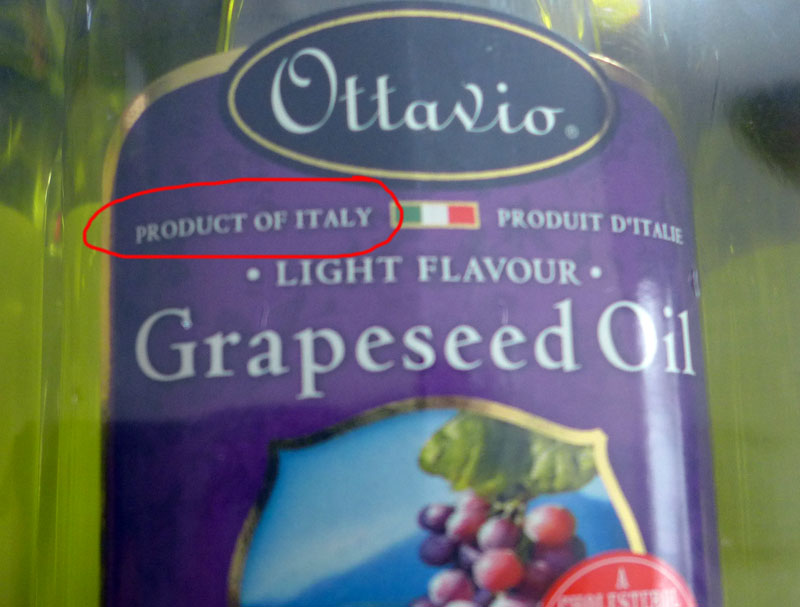 Ottavio®
PRODUCT OF ITALY PRODUIT D'ITALIE
• LIGHT FLAVOUR •
Grapeseed Oil
A